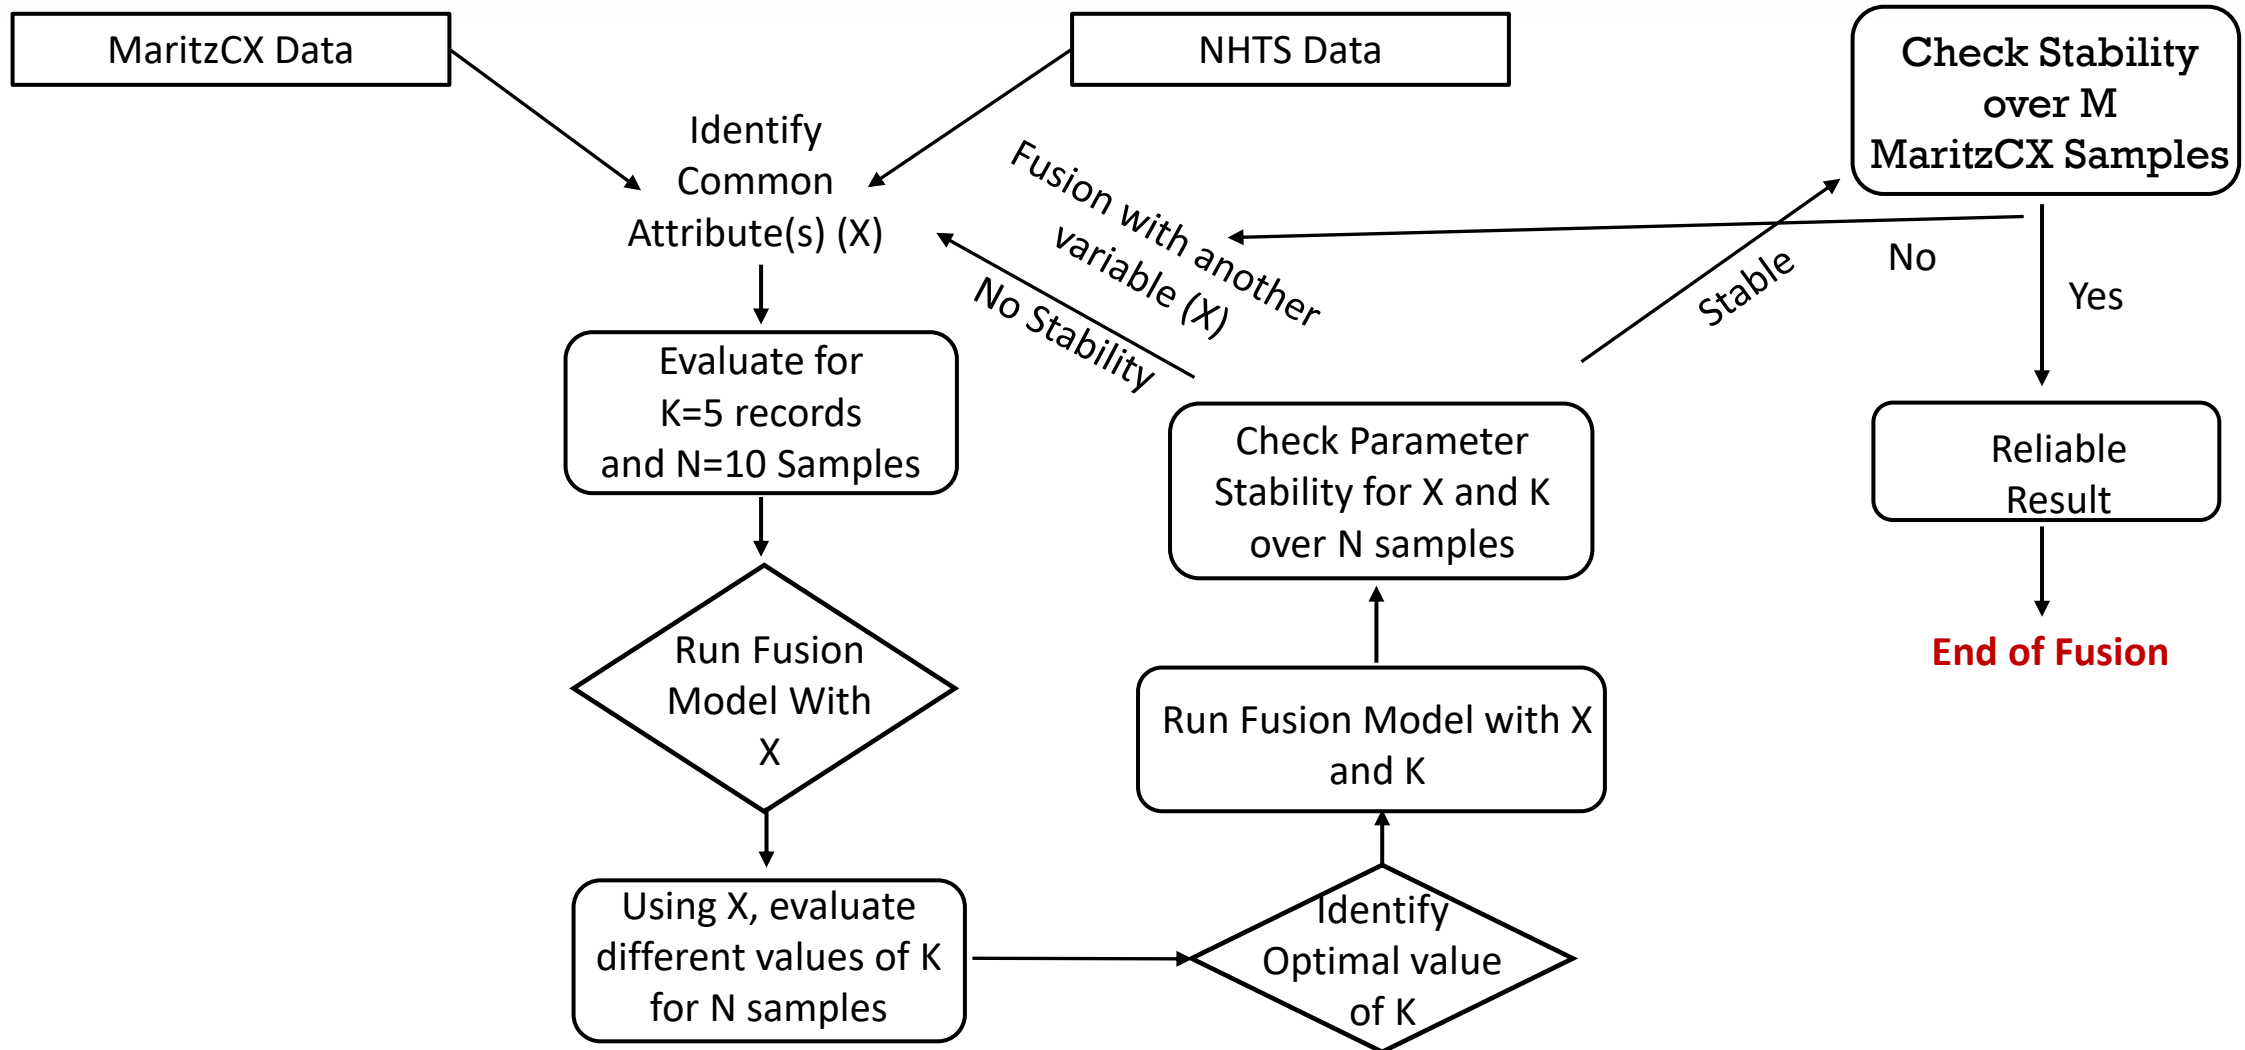 MaritzCX Data
NHTS Data
Check Stability
over M
MaritzCX Samples
Identify
Common
Attribute(s) (X)
Fusion with another
variable (X)
No Stability
Stable
No
Yes
Evaluate for
K=5 records
and N=10 Samples
Check Parameter
Stability for X and K
over N samples
Reliable
Result
Run Fusion
Model With
X
End of Fusion
Run Fusion Model with X
and K
Using X, evaluate
different values of K
for N samples
Identify
Optimal value
of K